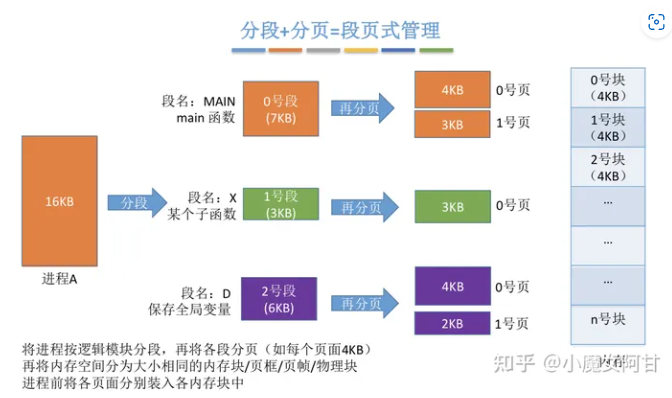 分段+分页=段页式管理
段名：MAIN
main 函数
0号段
(7KB)
再分页
4KB
0号页
3KB
1号页
0号块
（4KB）
1号块
（4KB）
2号块
（4KB）
...
...
...
n号块
内存
16KB
进程A
分段
段名：X
某个子函数
1号段
(3KB)
再分页
3KB
0号页
段名：D
保存全局变量
2号段
(6KB)
再分页
4KB
0号页
2KB
1号页
将进程按逻辑模块分段，再将各段分页（如每个页面4KB）
再将内存空间分为大小相同的内存块/页框/页帧/物理块
进程前将各页面分别装入各内存块中
知乎 @小魔女阿甘